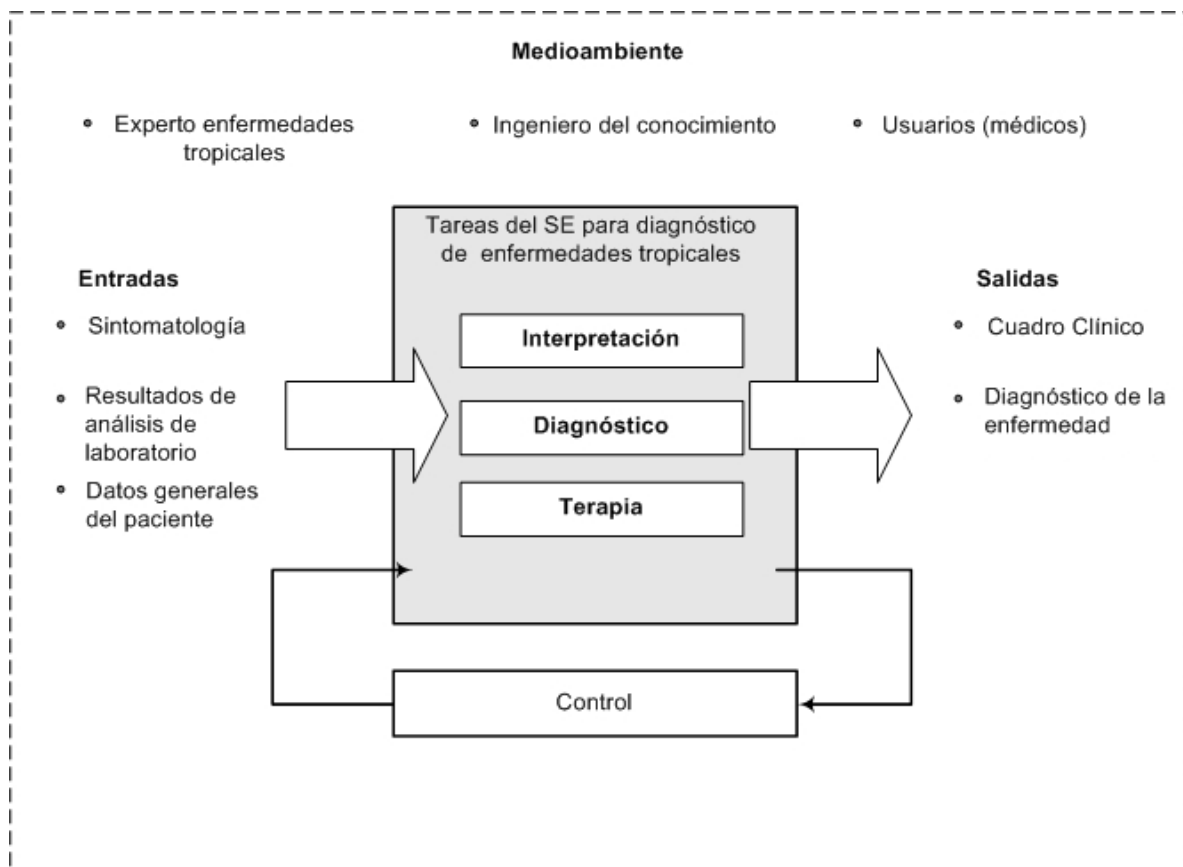 Medioambiente
Experto enfermedades
tropicales
Ingeniero del conocimiento
Usuarios (médicos)
Tareas del SE para diagnóstico
de enfermedades tropicales
Entradas
Sintomatología
Resultados de
análisis de
laboratorio
Datos generales
del paciente
Interpretación
Diagnóstico
Terapia
Salidas
Cuadro Clínico
Diagnóstico de la
enfermedad
Control